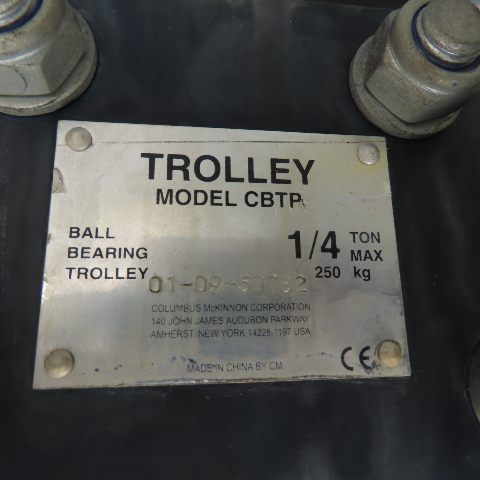 TROLLEY
MODEL CBTP
BALL
BEARING
TROLLEY
1/4 TON
MAX
250 kg
COLUMBUS McKINNON CORPORATION
140 JOHN JAMES AUDUBON PARKWAY
AMHERST, NEW YORK 14228-1197 USA
MADE IN CHINA BY CM
CE